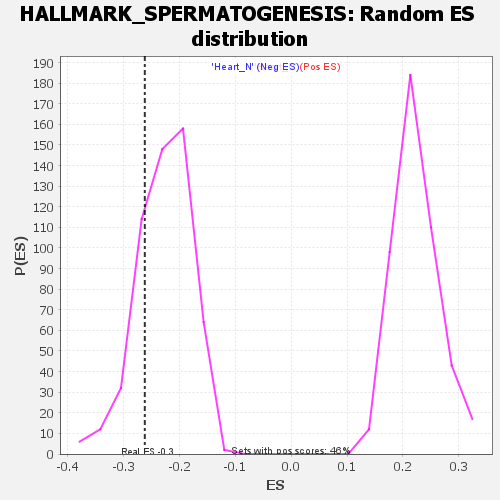 HALLMARK_SPERMATOGENESIS: Random ES
distribution
'Heart_N' (Neg ES)(Pos ES)
190
180
170
160
150
140
130
120
110
100
90
80
70
60
50
40
30
20
10
0
P(ES)
Real ES -0.3
Sets with pos scores: 46%
-0.4 -0.3 -0.2 -0.1 0.0 0.1 0.2 0.3
ES